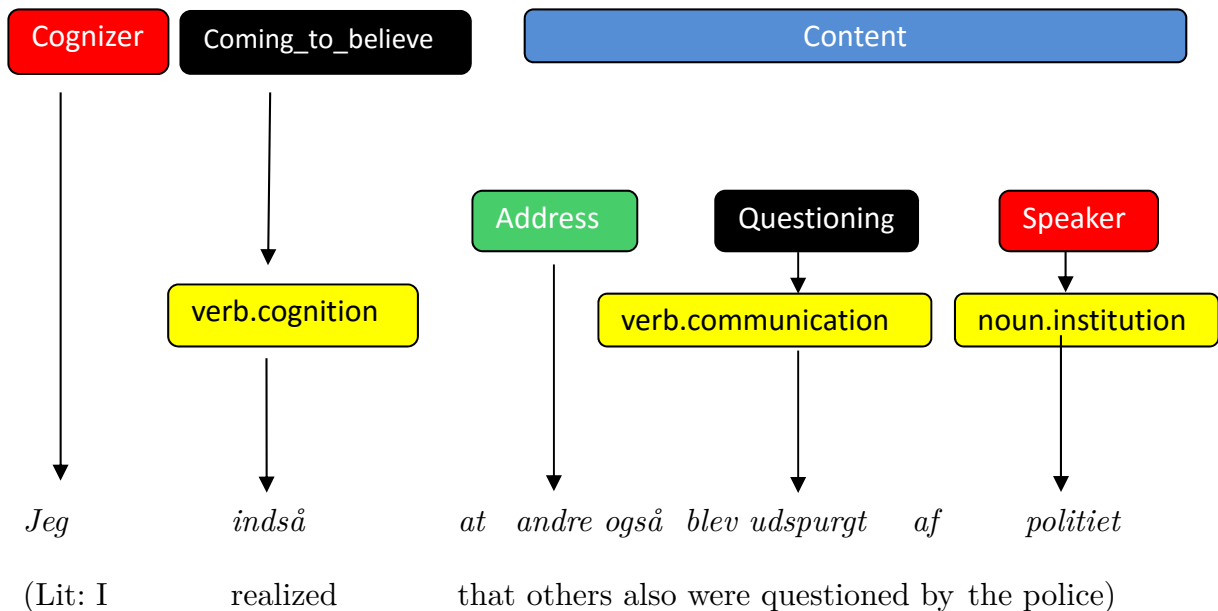 Cognizer Coming_to_believe Content
Address Questioning Speaker
verb.cognition verb.communication noun.institution
Jeg indså at andre også blev udspurgt af politiet
(Lit: I realized that others also were questioned by the police)